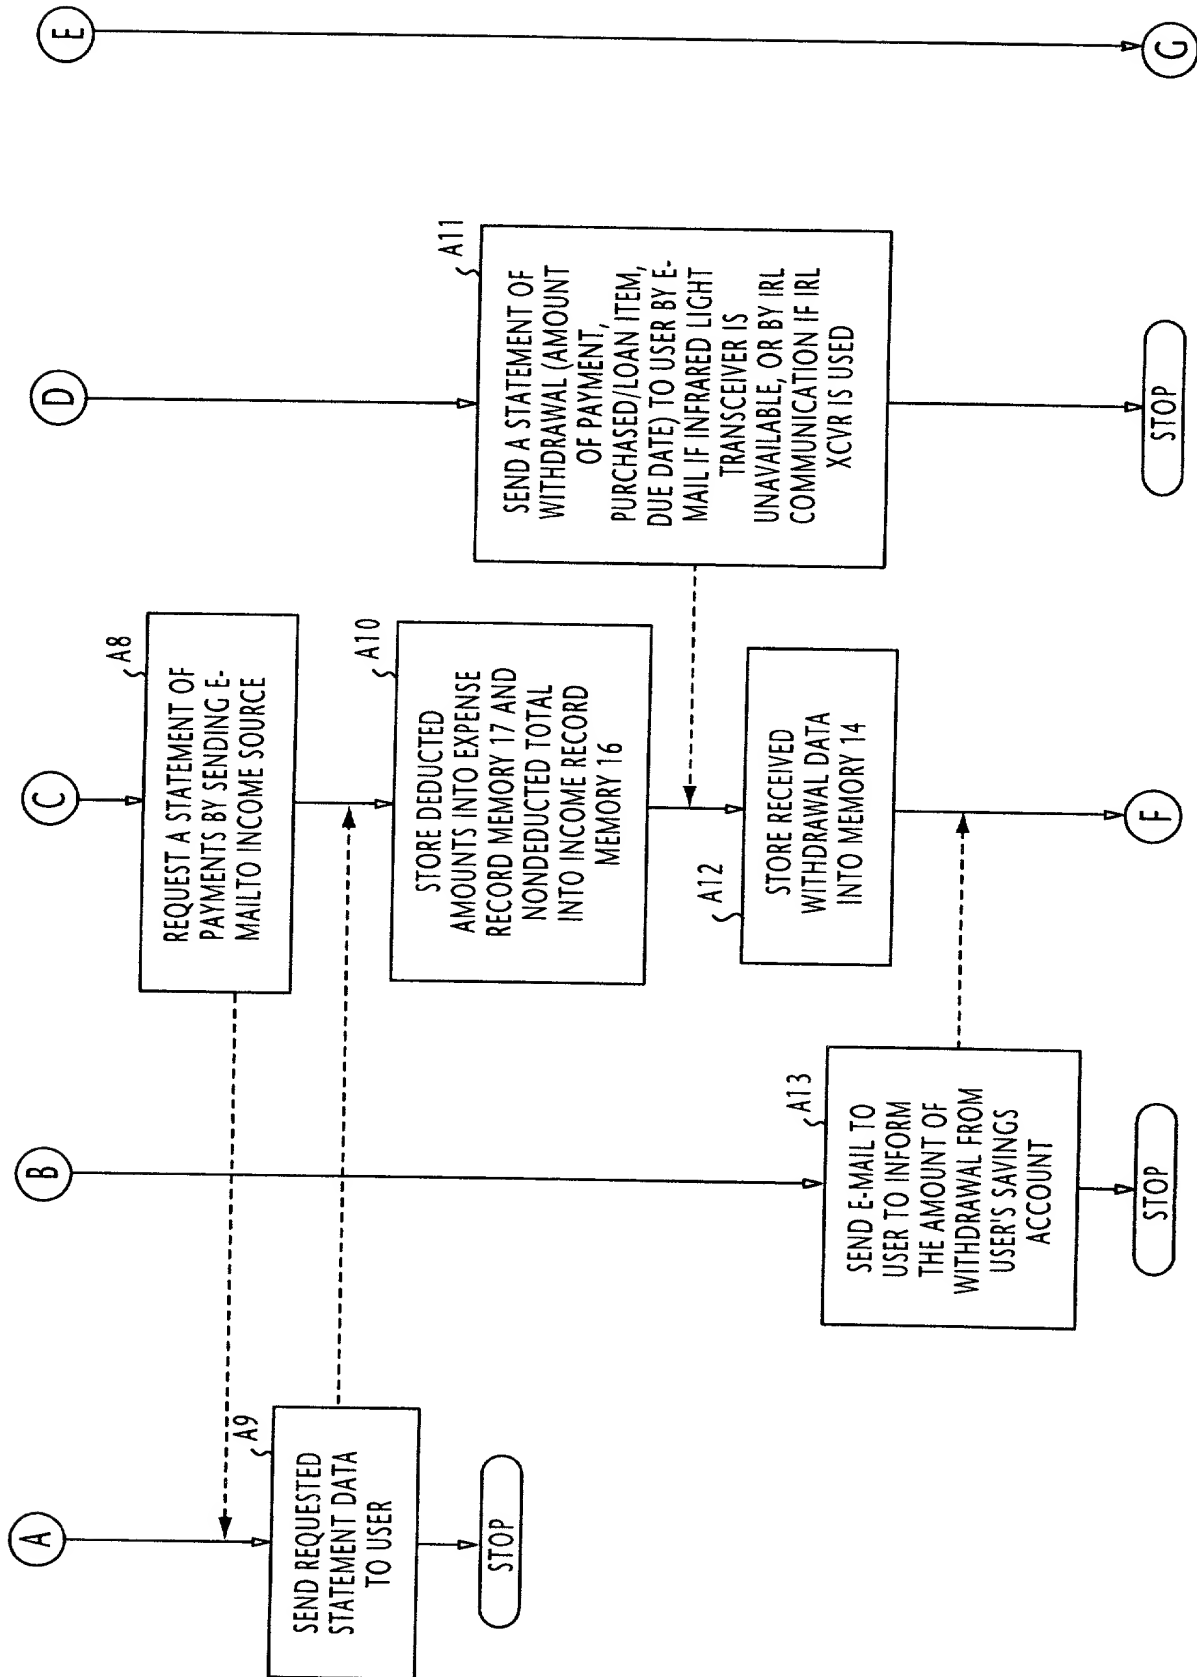 A
B
C
D
E
A8
REQUEST A STATEMENT OF
PAYMENTS BY SENDING E-
MAILTO INCOME SOURCE
A9
SEND REQUESTED
STATEMENT DATA
TO USER
STOP
A10
STORE DEDUCTED
AMOUNTS INTO EXPENSE
RECORD MEMORY 17 AND
NONDEDUCTED TOTAL
INTO INCOME RECORD
MEMORY 16
A11
SEND A STATEMENT OF
WITHDRAWAL (AMOUNT
OF PAYMENT,
PURCHASED/LOAN ITEM,
DUE DATE) TO USER BY E-
MAIL IF INFRARED LIGHT
TRANSCEIVER IS
UNAVAILABLE, OR BY IRL
COMMUNICATION IF IRL
XCVR IS USED
STOP
A12
STORE RECEIVED
WITHDRAWAL DATA
INTO MEMORY 14
A13
SEND E-MAIL TO
USER TO INFORM
THE AMOUNT OF
WITHDRAWAL FROM
USER'S SAVINGS
ACCOUNT
STOP
F
G